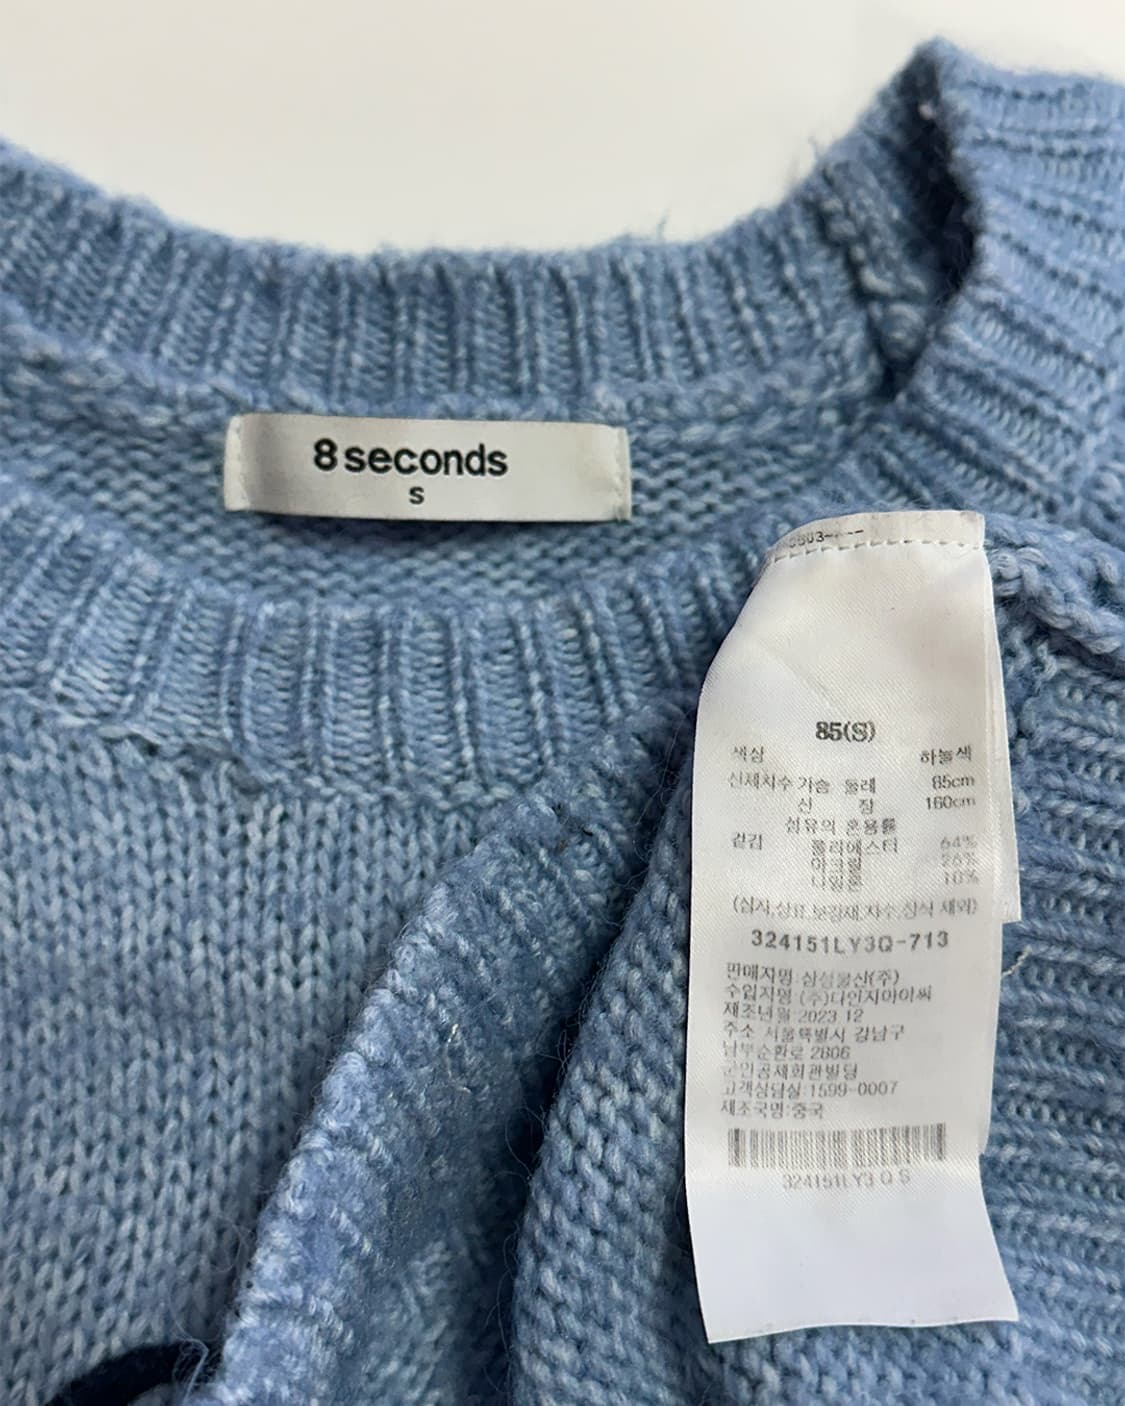 8 seconds
S
85(S)
색상 하늘색
신체치수 가슴 둘레 85cm
신 장 160cm
섬유의 혼용률
겉감 폴리에스터 64%
아크릴 26%
나일론 10%
(심지,상표,보강재,자수,장식 제외)
324151LY3Q-713
판매자명:삼성물산(주)
수입자명:(주)다인지아이씨
제조년월:2023.12
주소:서울특별시 강남구
남부순환로 2806
군인공제회관빌딩
고객상담실:1599-0007
제조국명:중국
324151LY3 Q S